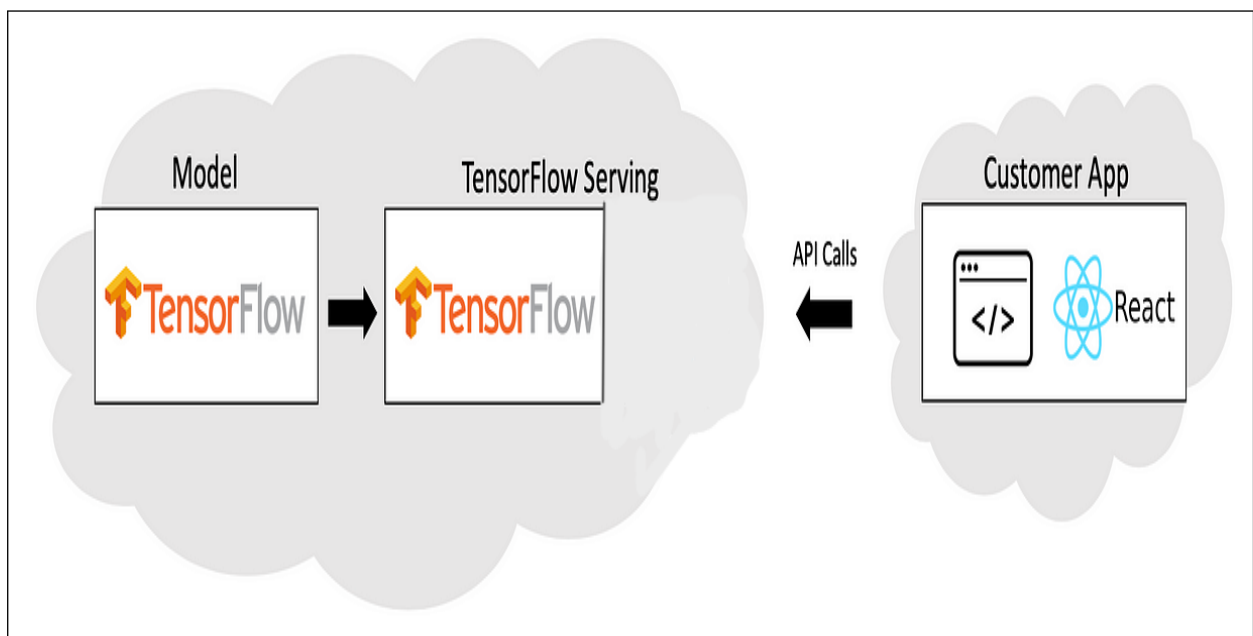 Model
TensorFlow Serving
Customer App
TensorFlow
TensorFlow
API Calls
</>
React